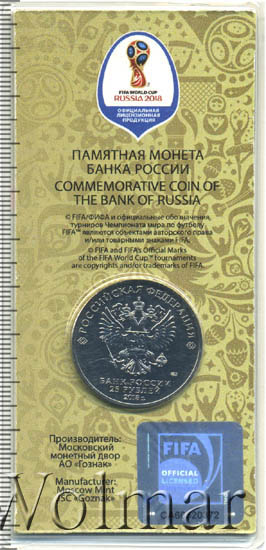 FIFA WORLD CUP
RUSSIA 2018
ОФИЦИАЛЬНАЯ
ЛИЦЕНЗИОННАЯ
ПРОДУКЦИЯ
ПАМЯТНАЯ МОНЕТА
БАНКА РОССИИ
COMMEMORATIVE COIN OF
THE BANK OF RUSSIA
© FIFA/ФИФА и официальные обозначения
турниров Чемпионата мира по футболу
FIFA™ являются объектами авторского права
и/или товарными знаками FIFA.
© FIFA and FIFA's Official Marks
of the FIFA World Cup™ tournaments
are copyrights and/or trademarks of FIFA.
РОССИЙСКАЯ ФЕДЕРАЦИЯ
БАНК РОССИИ
25 РУБЛЕЙ
2018 г.
Производитель:
Московский
монетный двор
АО «Гознак»
Manufacturer:
Moscow Mint
JSC «Goznak»
FIFA
OFFICIAL
LICENSED
Volmar